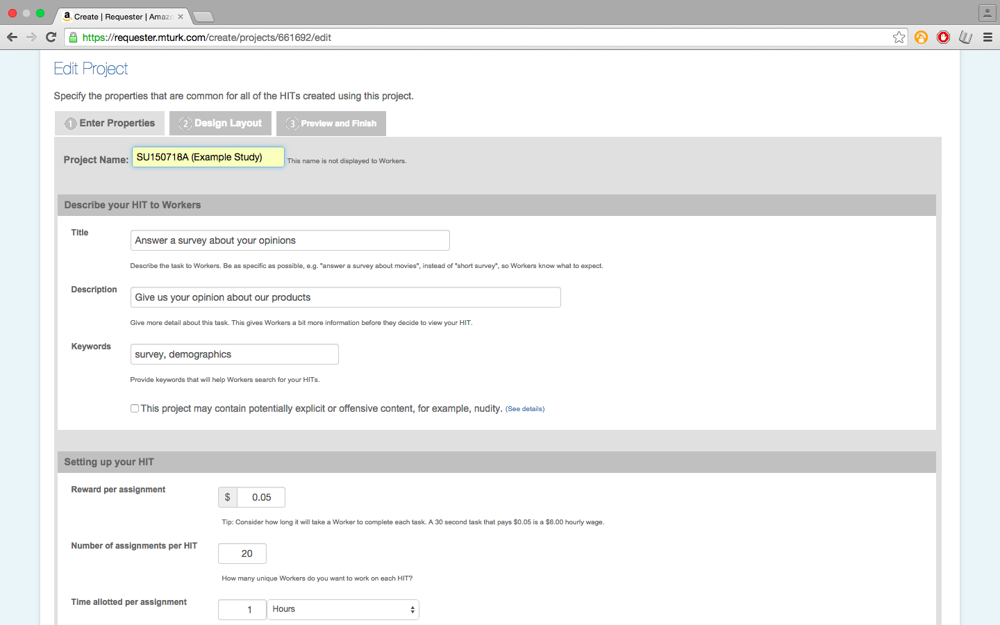 Create | Requester | Amaz
https://requester.mturk.com/create/projects/661692/edit
Edit Project
Specify the properties that are common for all of the HITs created using this project.
1 Enter Properties
2 Design Layout
3 Preview and Finish
Project Name: SU150718A (Example Study) This name is not displayed to Workers.
Describe your HIT to Workers
Title
Answer a survey about your opinions
Describe the task to Workers. Be as specific as possible, e.g. "answer a survey about movies", instead of "short survey", so Workers know what to expect.
Description
Give us your opinion about our products
Give more detail about this task. This gives Workers a bit more information before they decide to view your HIT.
Keywords
survey, demographics
Provide keywords that will help Workers search for your HITs.
This project may contain potentially explicit or offensive content, for example, nudity. (See details)
Setting up your HIT
Reward per assignment
$ 0.05
Tip: Consider how long it will take a Worker to complete each task. A 30 second task that pays $0.05 is a $6.00 hourly wage.
Number of assignments per HIT
20
How many unique Workers do you want to work on each HIT?
Time allotted per assignment
1 Hours